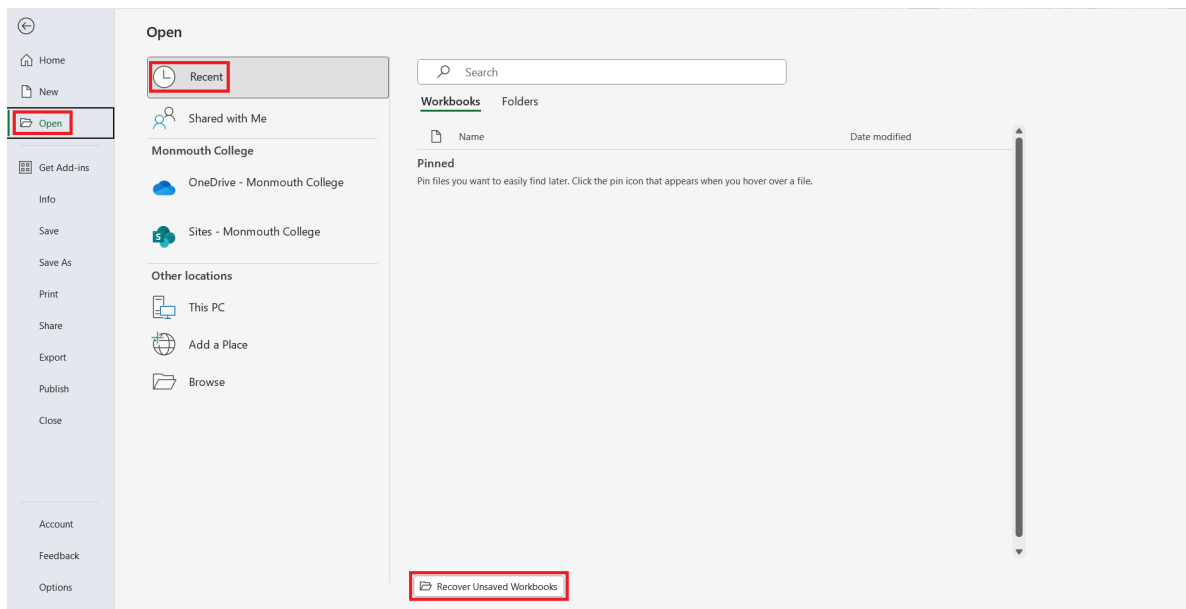 Home
New
Open
Get Add-ins
Info
Save
Save As
Print
Share
Export
Publish
Close
Account
Feedback
Options
Open
Recent
Shared with Me
Monmouth College
OneDrive - Monmouth College
S
Sites - Monmouth College
Other locations
This PC
Add a Place
Browse
Search
Workbooks Folders
Name Date modified
Pinned
Pin files you want to easily find later. Click the pin icon that appears when you hover over a file.
Recover Unsaved Workbooks